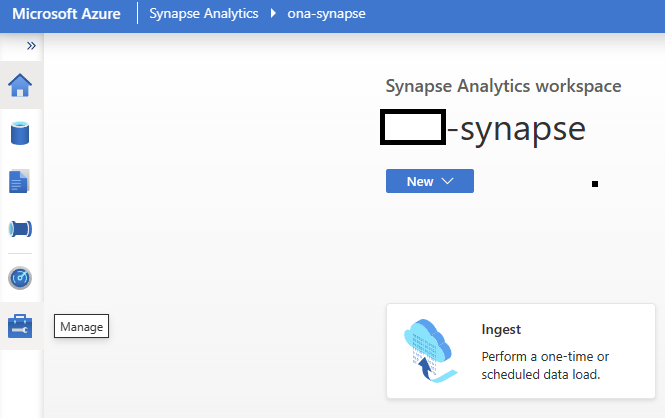 Microsoft Azure Synapse Analytics ona-synapse
»
Synapse Analytics workspace
-synapse
New
Manage
Ingest
Perform a one-time or
scheduled data load.